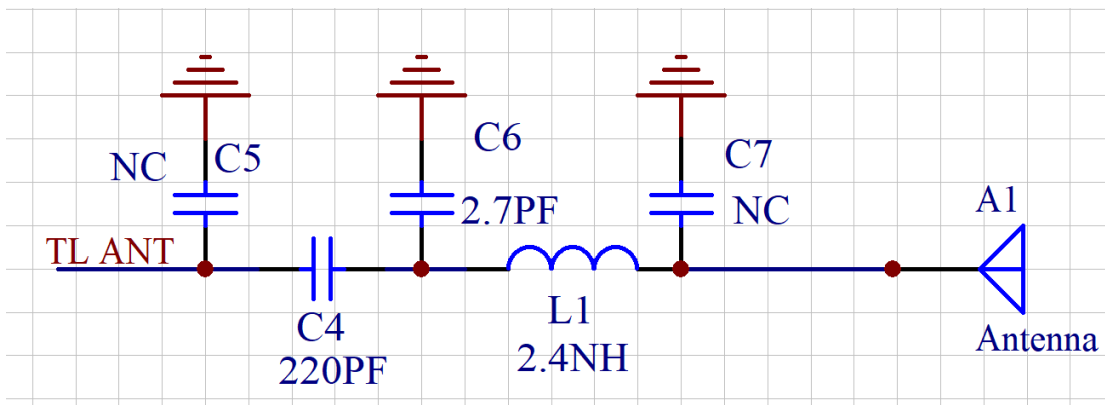 NC
C5
C6
2.7PF
C7
NC
A1
TL ANT
C4
220PF
L1
2.4NH
Antenna